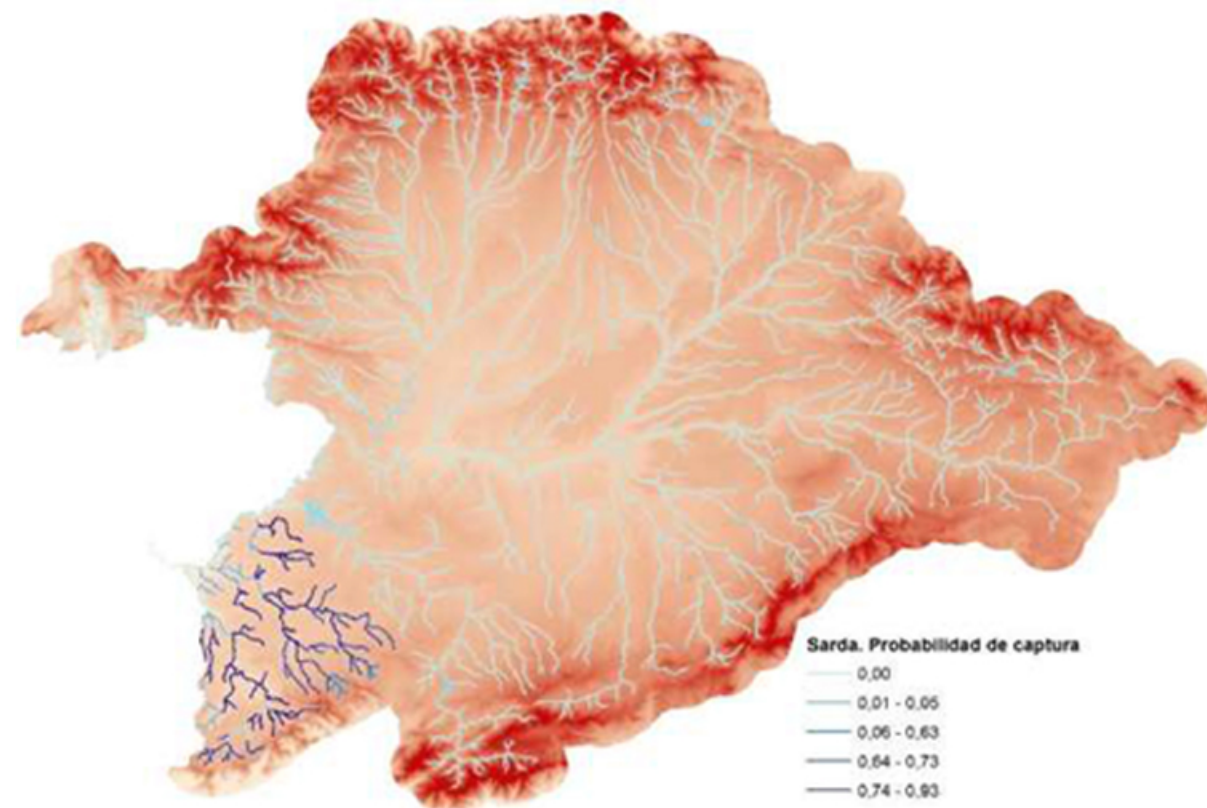 Sarda. Probabilidad de captura
0,00
0,01 - 0,05
0,06 - 0,63
0,64 - 0,73
0,74 - 0,93